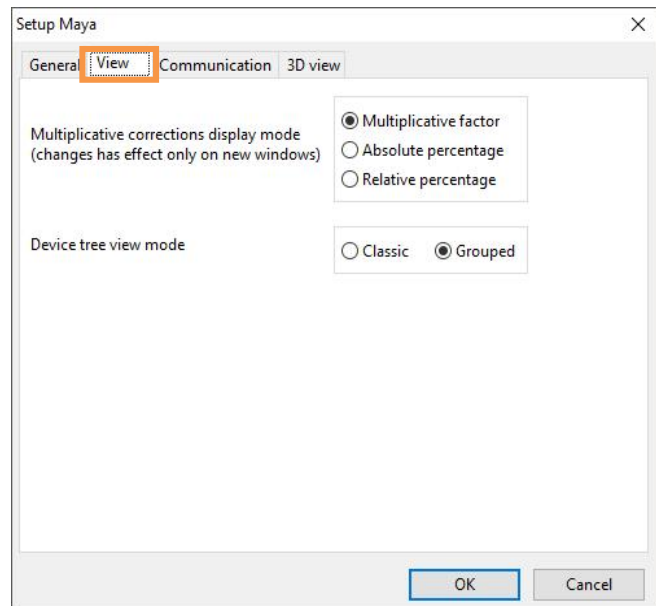 Setup Maya
General View Communication 3D view
Multiplicative corrections display mode
(changes has effect only on new windows)
Multiplicative factor
Absolute percentage
Relative percentage
Device tree view mode
Classic Grouped
OK Cancel